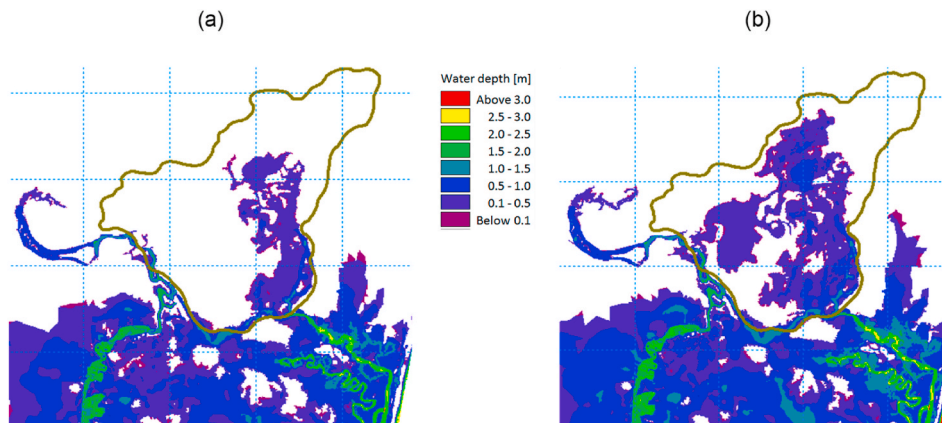 (a)
(b)
Water depth [m]
Above 3.0
2.5 - 3.0
2.0 - 2.5
1.5 - 2.0
1.0 - 1.5
0.5 - 1.0
0.1 - 0.5
Below 0.1